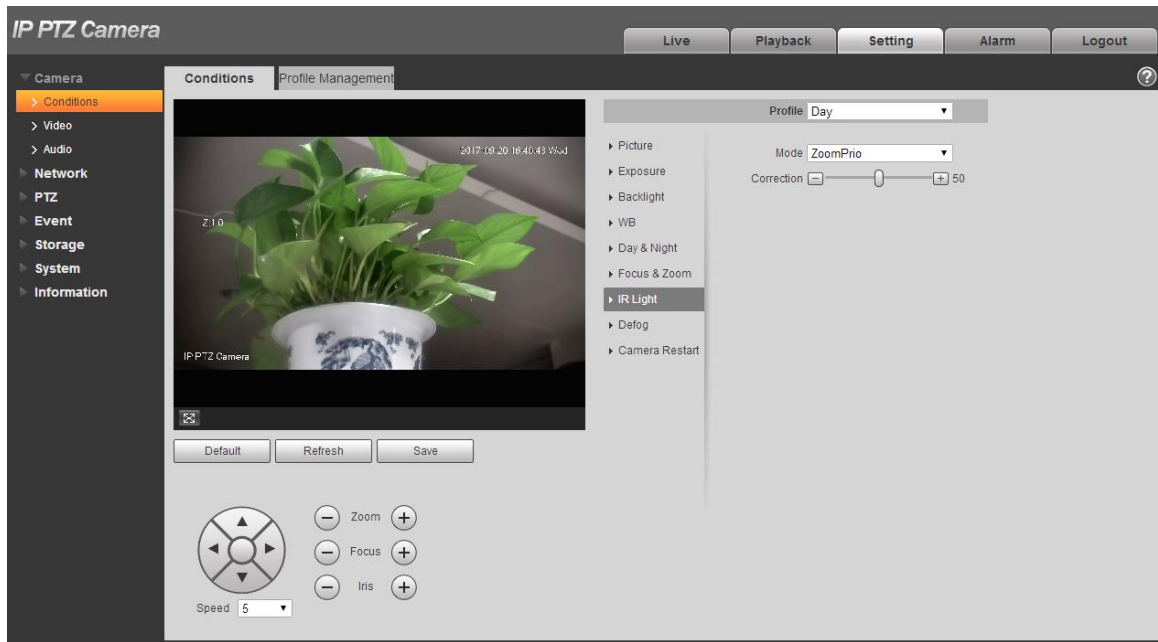 IP PTZ Camera
Live Playback Setting Alarm Logout
Camera
Conditions
Video
Audio
Network
PTZ
Event
Storage
System
Information
Conditions Profile Management
2017-09-20 16:40:43 Wed
Z:1.0
IP PTZ Camera
Default Refresh Save
Zoom
Focus
Iris
Speed 5
Profile Day
Picture
Exposure
Backlight
WB
Day & Night
Focus & Zoom
IR Light
Defog
Camera Restart
Mode ZoomPrio
Correction 50